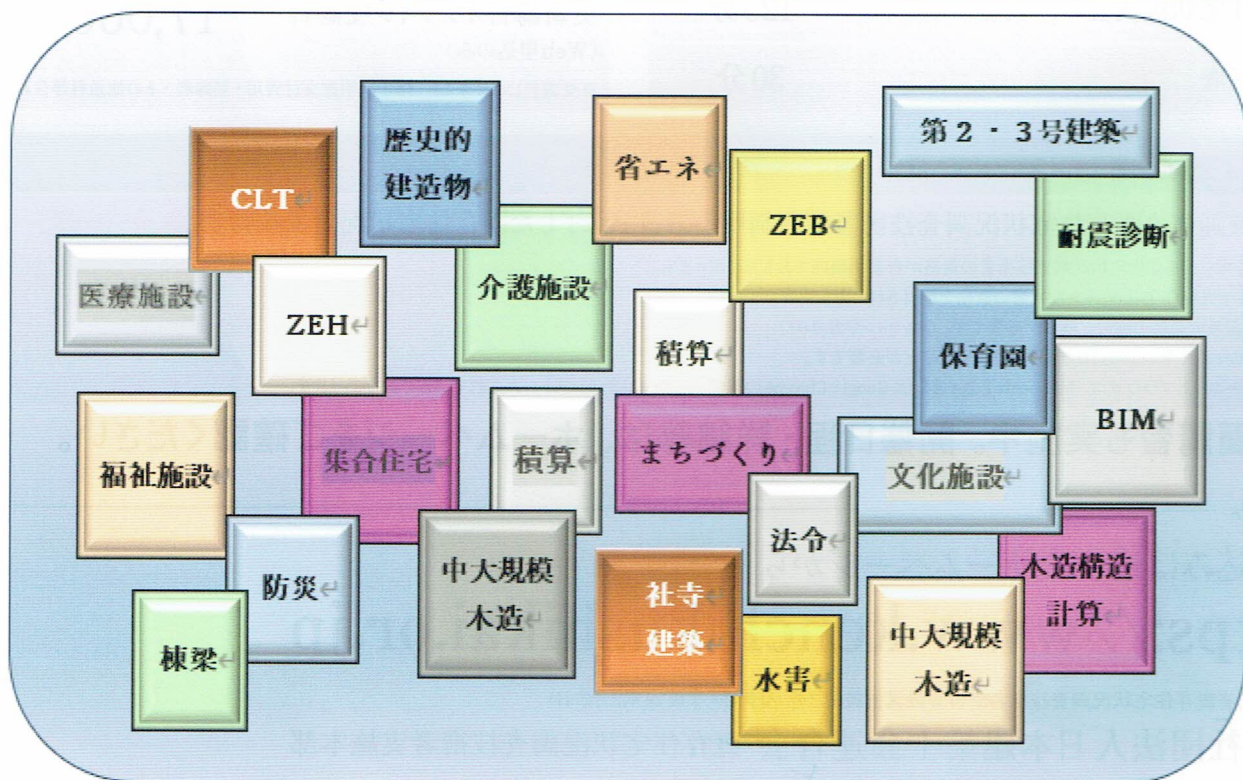 歴史的
建造物
省エネ
第２・３号建築
CLT
ZEB
耐震診断
医療施設
ZEH
介護施設
積算
保育園
BIM
福祉施設
集合住宅
積算
まちづくり
文化施設
防災
中大規模
木造
法令
木造構造
計算
棟梁
社寺
建築
水害
中大規模
木造